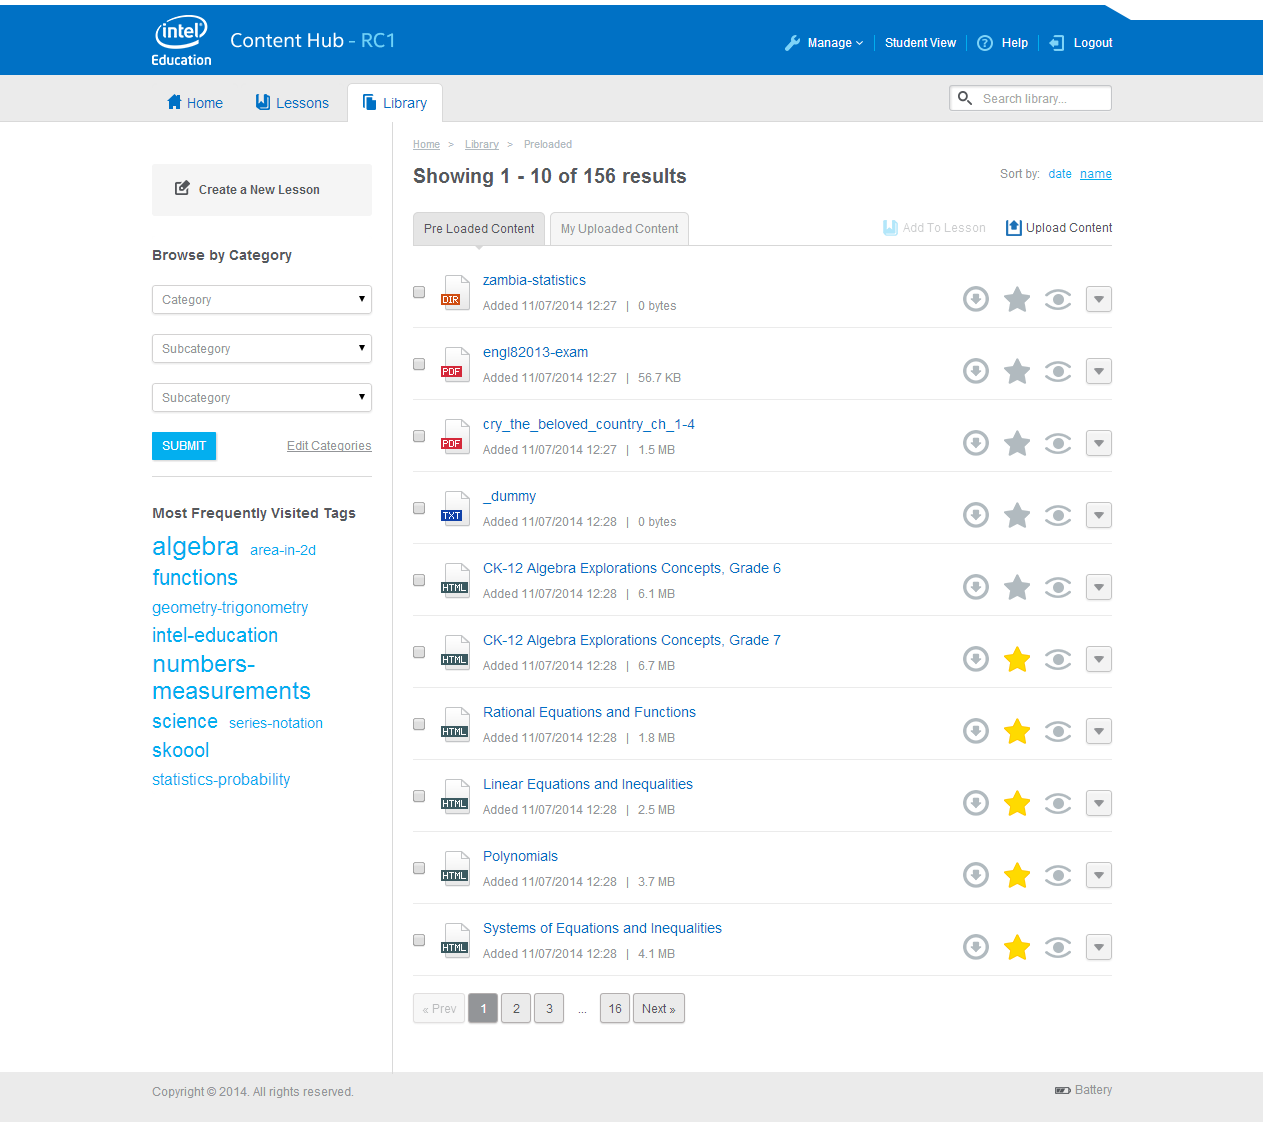 intel
Education
Content Hub - RC1
Manage
Student View
Help
Logout
Home
Lessons
Library
Search library...
Home > Library > Preloaded
Showing 1 - 10 of 156 results
Sort by: date name
Create a New Lesson
Browse by Category
Category
Subcategory
Subcategory
SUBMIT
Edit Categories
Most Frequently Visited Tags
algebra area-in-2d
functions
geometry-trigonometry
intel-education
numbers-
measurements
science series-notation
skoool
statistics-probability
Pre Loaded Content
My Uploaded Content
Add To Lesson
Upload Content
DIR
zambia-statistics
Added 11/07/2014 12:27 | 0 bytes
PDF
engl82013-exam
Added 11/07/2014 12:27 | 56.7 KB
PDF
cry_the_beloved_country_ch_1-4
Added 11/07/2014 12:27 | 1.5 MB
TXT
_dummy
Added 11/07/2014 12:28 | 0 bytes
HTML
CK-12 Algebra Explorations Concepts, Grade 6
Added 11/07/2014 12:28 | 6.1 MB
HTML
CK-12 Algebra Explorations Concepts, Grade 7
Added 11/07/2014 12:28 | 6.7 MB
HTML
Rational Equations and Functions
Added 11/07/2014 12:28 | 1.8 MB
HTML
Linear Equations and Inequalities
Added 11/07/2014 12:28 | 2.5 MB
HTML
Polynomials
Added 11/07/2014 12:28 | 3.7 MB
HTML
Systems of Equations and Inequalities
Added 11/07/2014 12:28 | 4.1 MB
« Prev 1 2 3 ... 16 Next »
Copyright © 2014. All rights reserved.
Battery